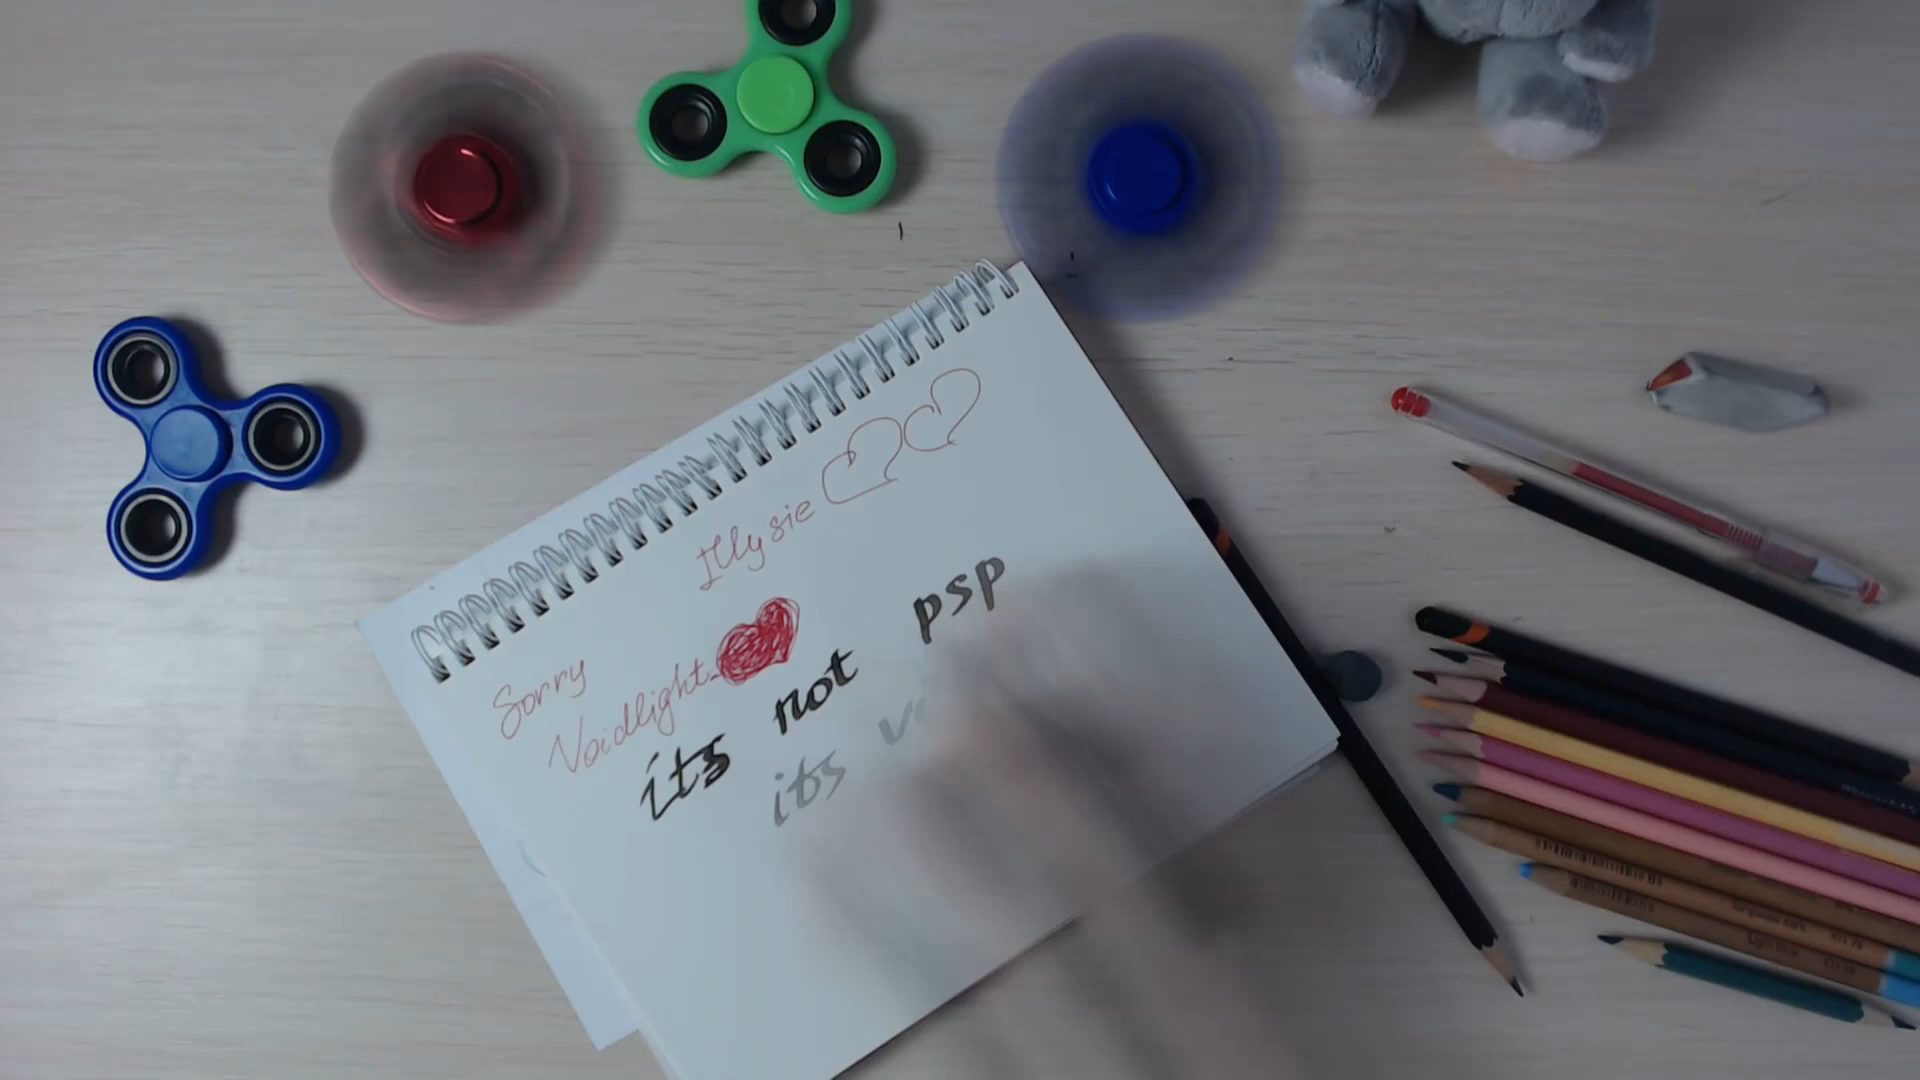 Illysie
Sorry
Voidlight
its not psp
its